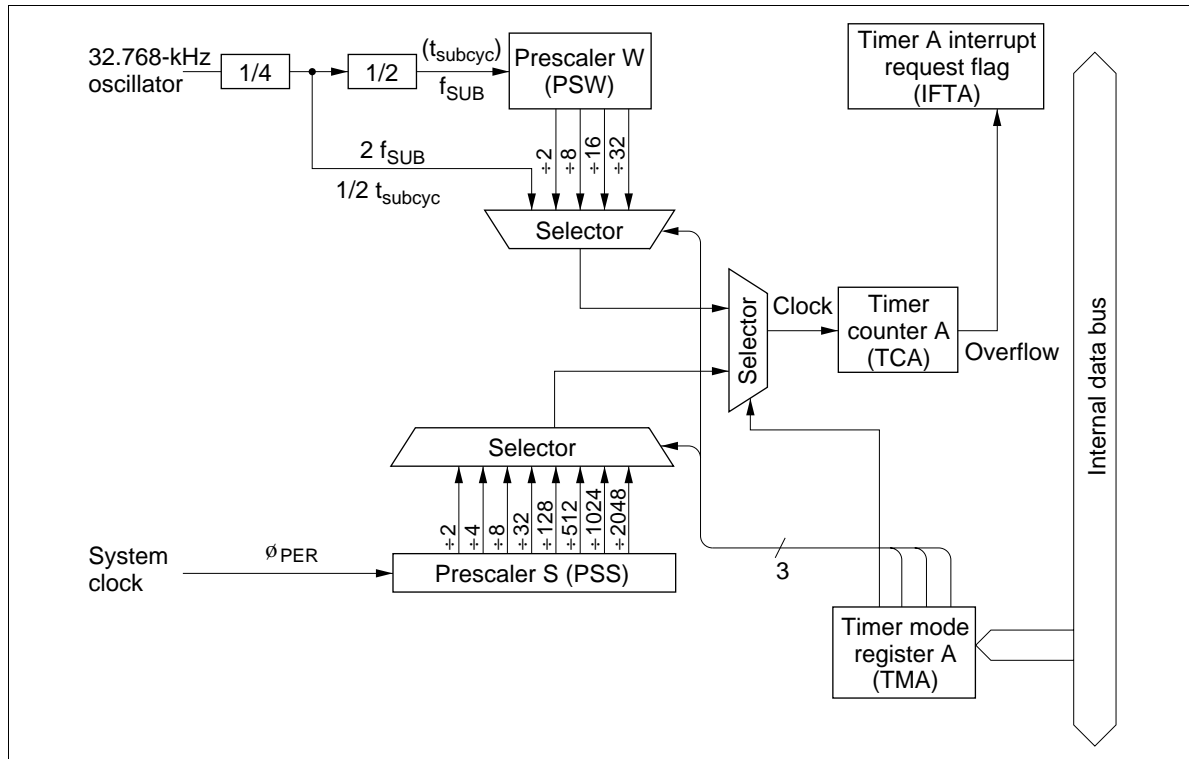 32.768-kHz
oscillator
1/4
1/2
(tsubcyc)
fSUB
Prescaler W
(PSW)
Timer A interrupt
request flag
(IFTA)
2 fSUB
1/2 tsubcyc
÷2
÷8
÷16
÷32
Selector
Selector
Clock
Timer
counter A
(TCA)
Overflow
Internal data bus
Selector
÷2
÷4
÷8
÷32
÷128
÷512
÷1024
÷2048
System
clock
øPER
Prescaler S (PSS)
3
Timer mode
register A
(TMA)